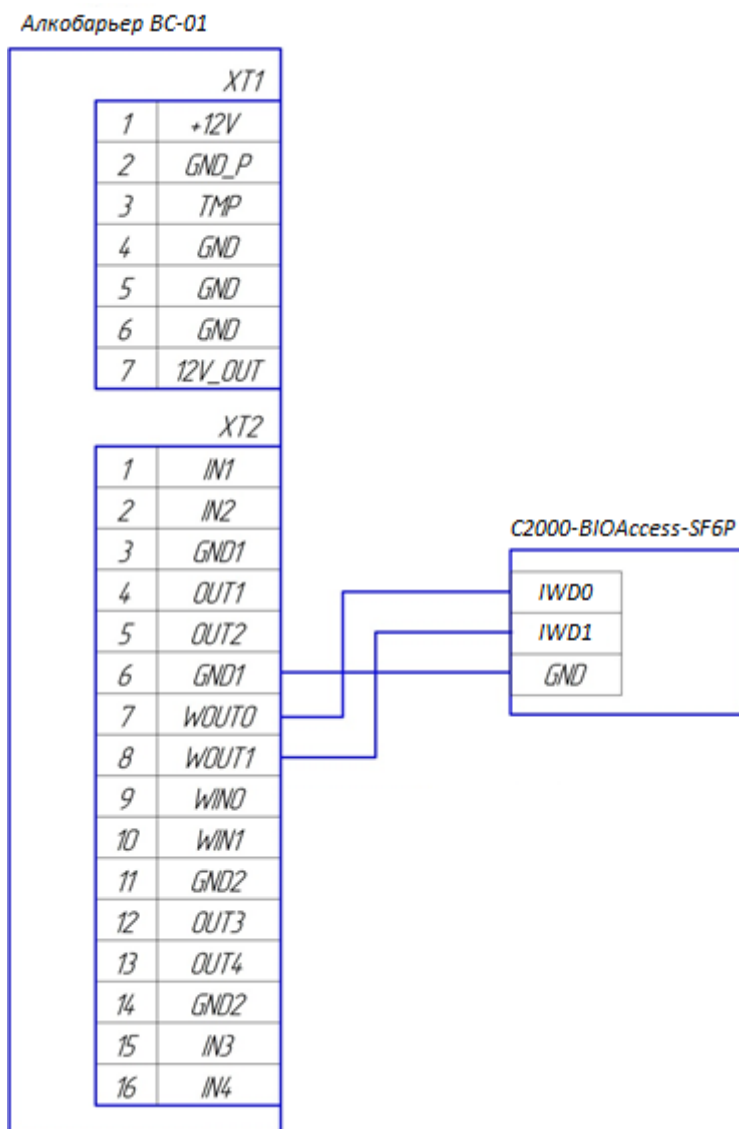 Алкобарьер ВС-01
XT1
1 +12V
2 GND_P
3 TMP
4 GND
5 GND
6 GND
7 12V_OUT
XT2
1 IN1
2 IN2
3 GND1
4 OUT1
5 OUT2
6 GND1
7 WOUT0
8 WOUT1
9 WIN0
10 WIN1
11 GND2
12 OUT3
13 OUT4
14 GND2
15 IN3
16 IN4
C2000-BIOAccess-SF6P
IWD0
IWD1
GND